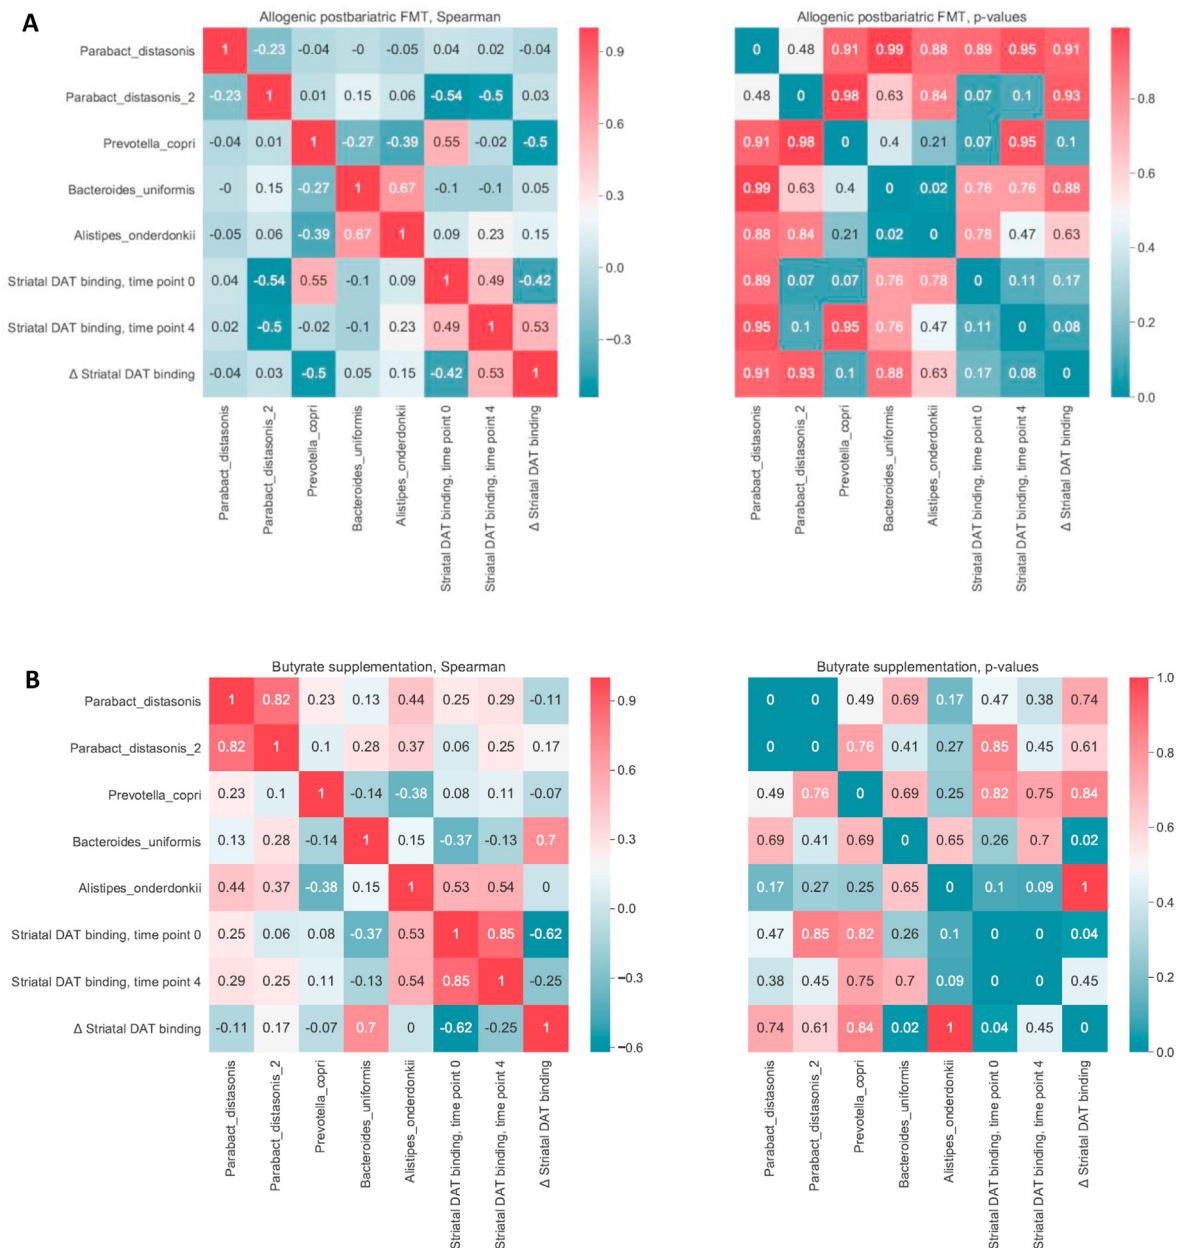 A
Allogenic postbariatric FMT, Spearman
Parabact_distasonis 1 -0.23 -0.04 -0 -0.05 0.04 0.02 -0.04
Parabact_distasonis_2 -0.23 1 0.01 0.15 0.06 -0.54 -0.5 0.03
Prevotella_copri -0.04 0.01 1 -0.27 -0.39 0.55 -0.02 -0.5
Bacteroides_uniformis -0 0.15 -0.27 1 0.67 -0.1 -0.1 0.05
Alistipes_onderdonkii -0.05 0.06 -0.39 0.67 1 0.09 0.23 0.15
Striatal DAT binding, time point 0 0.04 -0.54 0.55 -0.1 0.09 1 0.49 -0.42
Striatal DAT binding, time point 4 0.02 -0.5 -0.02 -0.1 0.23 0.49 1 0.53
Δ Striatal DAT binding -0.04 0.03 -0.5 0.05 0.15 -0.42 0.53 1
Parabact_distasonis
Parabact_distasonis_2
Prevotella_copri
Bacteroides_uniformis
Alistipes_onderdonkii
Striatal DAT binding, time point 0
Striatal DAT binding, time point 4
Δ Striatal DAT binding
0.9
0.6
0.3
0.0
−0.3
Allogenic postbariatric FMT, p-values
0 0.48 0.91 0.99 0.88 0.89 0.95 0.91
0.48 0 0.98 0.63 0.84 0.07 0.1 0.93
0.91 0.98 0 0.4 0.21 0.07 0.95 0.1
0.99 0.63 0.4 0 0.02 0.76 0.76 0.88
0.88 0.84 0.21 0.02 0 0.78 0.47 0.63
0.89 0.07 0.07 0.76 0.78 0 0.11 0.17
0.95 0.1 0.95 0.76 0.47 0.11 0 0.08
0.91 0.93 0.1 0.88 0.63 0.17 0.08 0
Parabact_distasonis
Parabact_distasonis_2
Prevotella_copri
Bacteroides_uniformis
Alistipes_onderdonkii
Striatal DAT binding, time point 0
Striatal DAT binding, time point 4
Δ Striatal DAT binding
0.8
0.6
0.4
0.2
0.0
B
Butyrate supplementation, Spearman
Parabact_distasonis 1 0.82 0.23 0.13 0.44 0.25 0.29 -0.11
Parabact_distasonis_2 0.82 1 0.1 0.28 0.37 0.06 0.25 0.17
Prevotella_copri 0.23 0.1 1 -0.14 -0.38 0.08 0.11 -0.07
Bacteroides_uniformis 0.13 0.28 -0.14 1 0.15 -0.37 -0.13 0.7
Alistipes_onderdonkii 0.44 0.37 -0.38 0.15 1 0.53 0.54 0
Striatal DAT binding, time point 0 0.25 0.06 0.08 -0.37 0.53 1 0.85 -0.62
Striatal DAT binding, time point 4 0.29 0.25 0.11 -0.13 0.54 0.85 1 -0.25
Δ Striatal DAT binding -0.11 0.17 -0.07 0.7 0 -0.62 -0.25 1
Parabact_distasonis
Parabact_distasonis_2
Prevotella_copri
Bacteroides_uniformis
Alistipes_onderdonkii
Striatal DAT binding, time point 0
Striatal DAT binding, time point 4
Δ Striatal DAT binding
0.9
0.6
0.3
0.0
−0.3
−0.6
Butyrate supplementation, p-values
0 0 0.49 0.69 0.17 0.47 0.38 0.74
0 0 0.76 0.41 0.27 0.85 0.45 0.61
0.49 0.76 0 0.69 0.25 0.82 0.75 0.84
0.69 0.41 0.69 0 0.65 0.26 0.7 0.02
0.17 0.27 0.25 0.65 0 0.1 0.09 1
0.47 0.85 0.82 0.26 0.1 0 0 0.04
0.38 0.45 0.75 0.7 0.09 0 0 0.45
0.74 0.61 0.84 0.02 1 0.04 0.45 0
Parabact_distasonis
Parabact_distasonis_2
Prevotella_copri
Bacteroides_uniformis
Alistipes_onderdonkii
Striatal DAT binding, time point 0
Striatal DAT binding, time point 4
Δ Striatal DAT binding
1.0
0.8
0.6
0.4
0.2
0.0